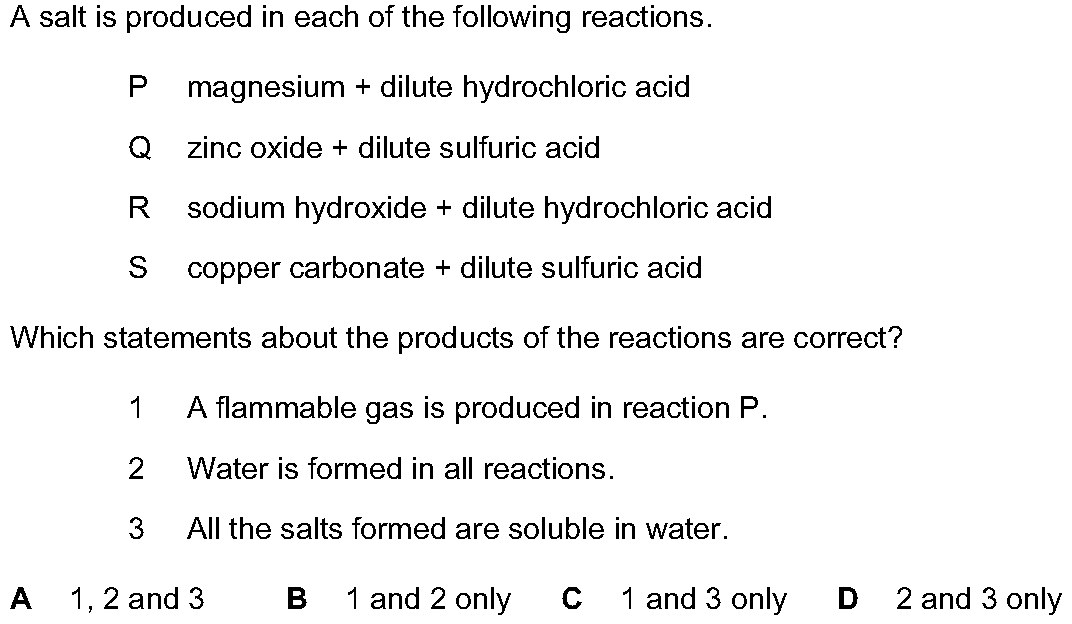 A salt is produced in each of the following reactions.
P magnesium + dilute hydrochloric acid
Q zinc oxide + dilute sulfuric acid
R sodium hydroxide + dilute hydrochloric acid
S copper carbonate + dilute sulfuric acid
Which statements about the products of the reactions are correct?
1 A flammable gas is produced in reaction P.
2 Water is formed in all reactions.
3 All the salts formed are soluble in water.
A 1, 2 and 3 B 1 and 2 only C 1 and 3 only D 2 and 3 only